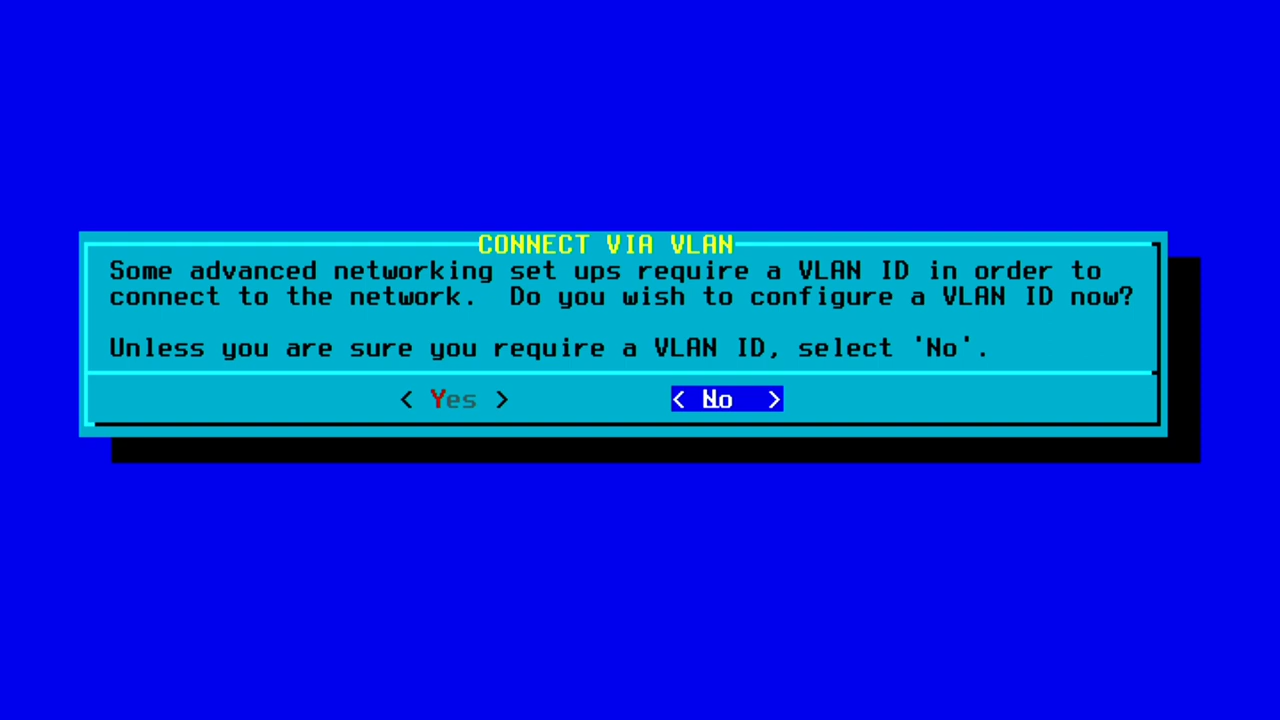 CONNECT VIA VLAN
Some advanced networking set ups require a VLAN ID in order to
connect to the network.  Do you wish to configure a VLAN ID now?
Unless you are sure you require a VLAN ID, select 'No'.
< Yes > < No >